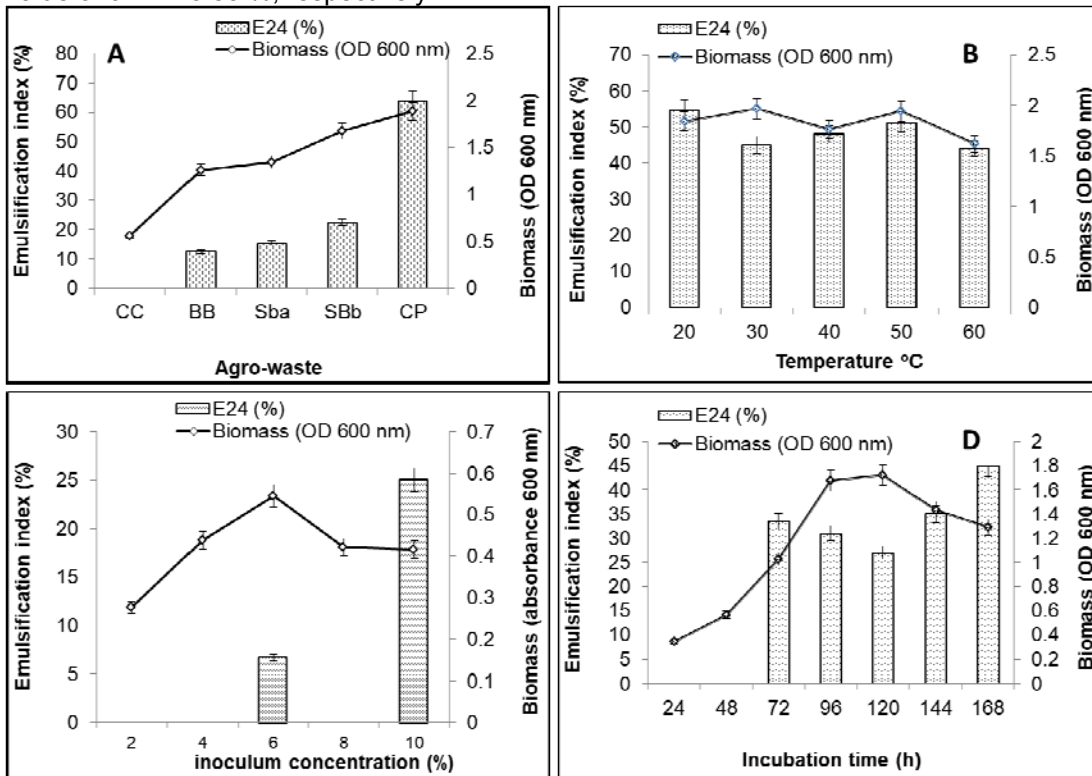 respectively
E24 (%)
Biomass (OD 600 nm)
A
Emulsiification index (%)
80
70
60
50
40
30
20
10
0
2.5
2
1.5
1
0.5
0
Biomass (OD 600 nm)
CC BB Sba SBb CP
Agro-waste
E24 (%)
Biomass (OD 600 nm)
B
Emulsification index (%)
70
60
50
40
30
20
10
0
2.5
2
1.5
1
0.5
0
Biomass (OD 600 nm)
20 30 40 50 60
Temperature ºC
E24 (%)
Biomass (OD 600 nm)
Emulsification index (%)
30
25
20
15
10
5
0
0.7
0.6
0.5
0.4
0.3
0.2
0.1
0
Biomass (absorbance 600 nm)
2 4 6 8 10
inoculum concentration (%)
E24 (%)
Biomass (OD 600 nm)
D
Emulsification index (%)
50
45
40
35
30
25
20
15
10
5
0
2
1.8
1.6
1.4
1.2
1
0.8
0.6
0.4
0.2
0
Biomass (OD 600 nm)
24 48 72 96 120 144 168
Incubation time (h)